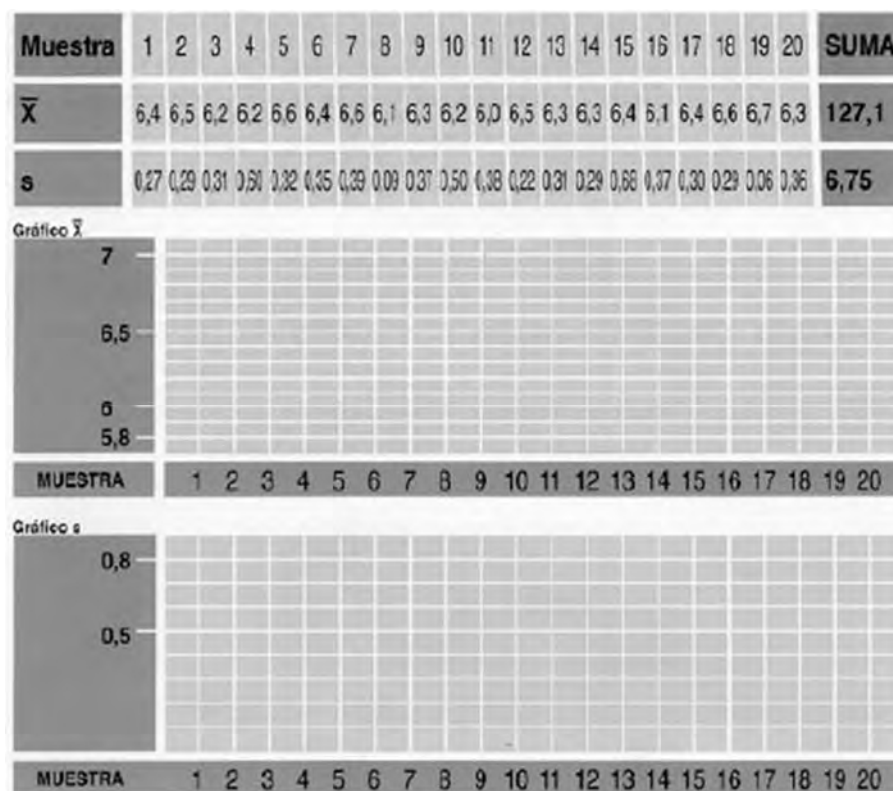 Muestra 1 2 3 4 5 6 7 8 9 10 11 12 13 14 15 16 17 18 19 20 SUMA
X̅ 6,4 6,5 6,2 6,2 6,6 6,4 6,6 6,1 6,3 6,2 6,0 6,5 6,3 6,3 6,4 6,1 6,4 6,6 6,7 6,3 127,1
s 0,27 0,29 0,31 0,60 0,32 0,35 0,39 0,09 0,37 0,50 0,38 0,22 0,31 0,29 0,68 0,37 0,30 0,29 0,06 0,36 6,75
Gráfico X̅
7
6,5
6
5,8
MUESTRA 1 2 3 4 5 6 7 8 9 10 11 12 13 14 15 16 17 18 19 20
Gráfico s
0,8
0,5
MUESTRA 1 2 3 4 5 6 7 8 9 10 11 12 13 14 15 16 17 18 19 20